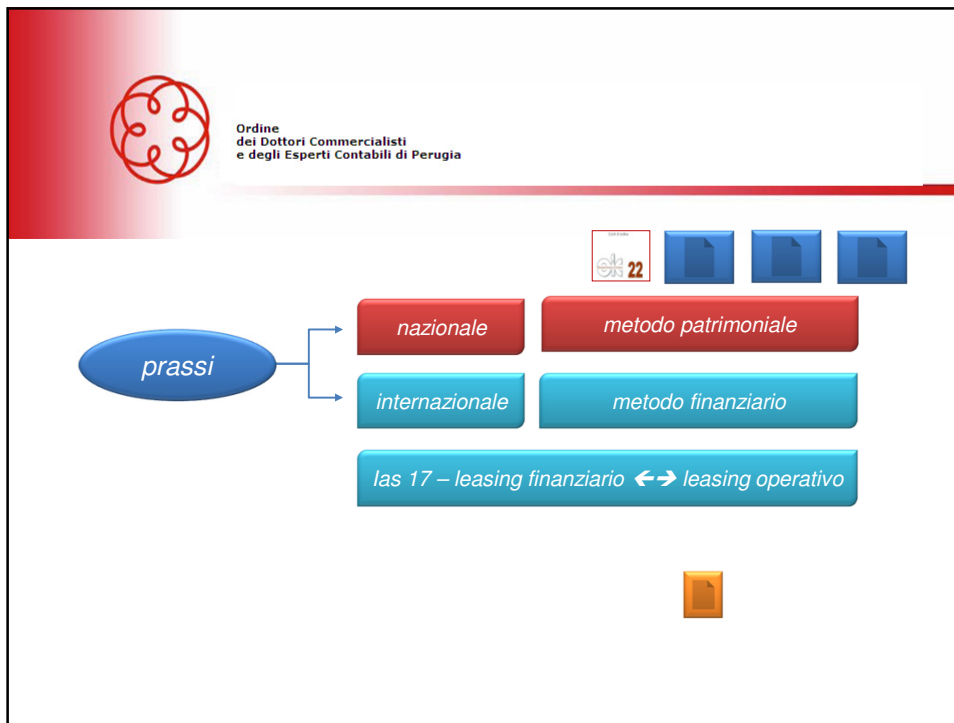 Ordine
dei Dottori Commercialisti
e degli Esperti Contabili di Perugia
22
nazionale
metodo patrimoniale
prassi
internazionale
metodo finanziario
Ias 17 – leasing finanziario 🡨🡪 leasing operativo